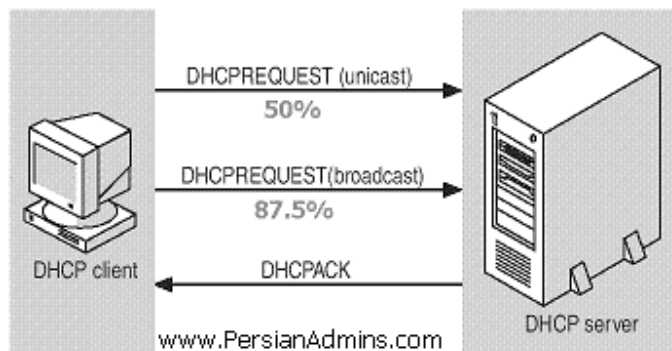 DHCPREQUEST (unicast)
50%
DHCPREQUEST(broadcast)
87.5%
DHCP client
DHCPACK
DHCP server
www.PersianAdmins.com